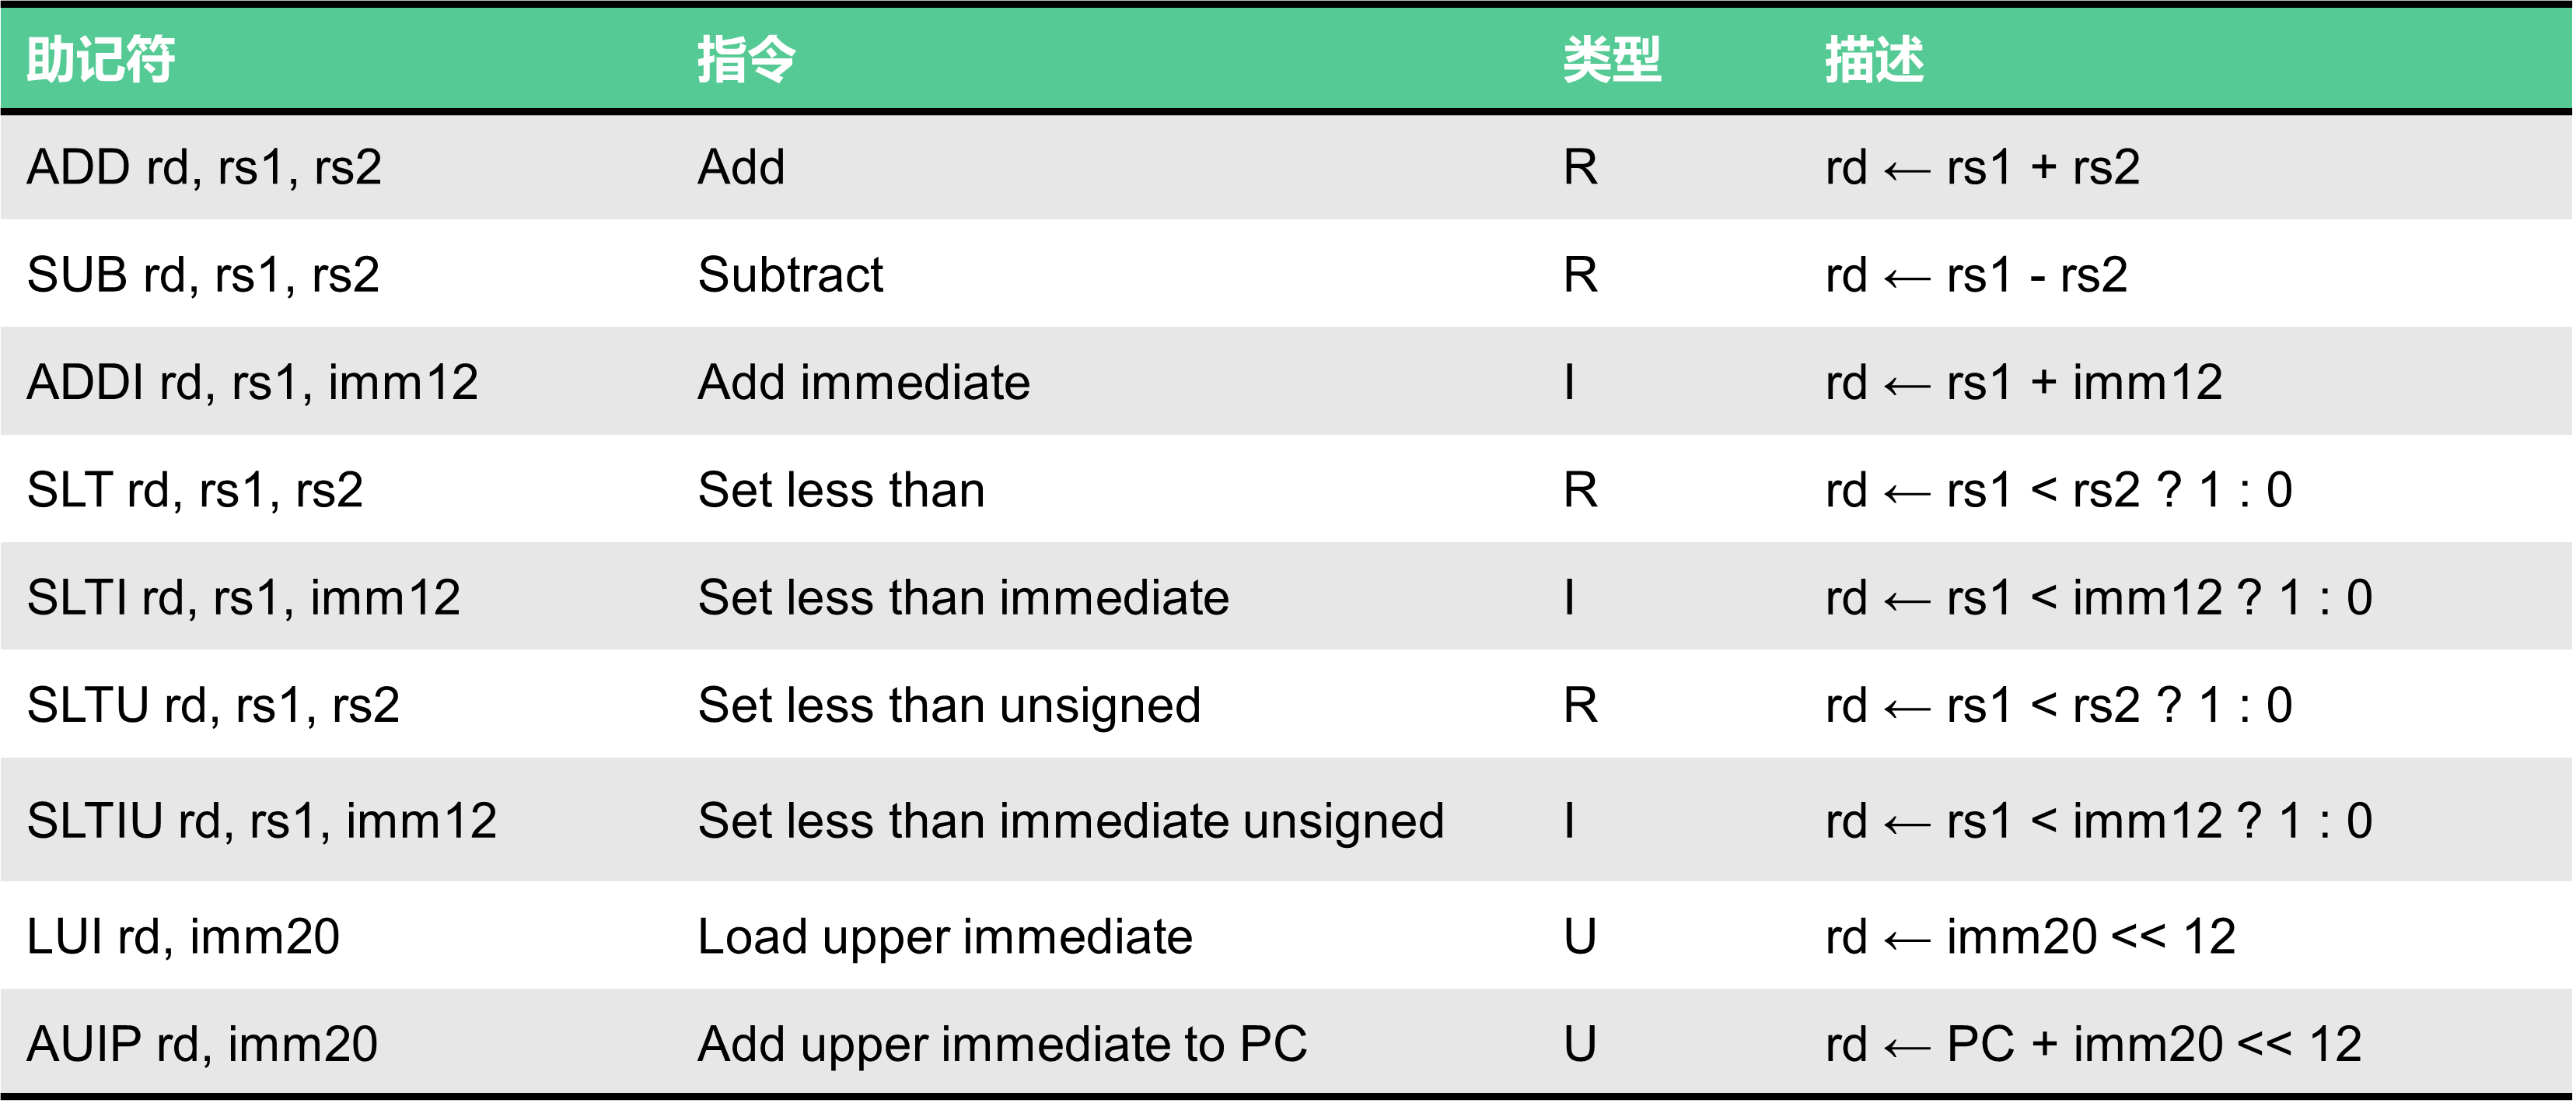 助记符 指令 类型 描述
ADD rd, rs1, rs2 Add R rd ← rs1 + rs2
SUB rd, rs1, rs2 Subtract R rd ← rs1 - rs2
ADDI rd, rs1, imm12 Add immediate I rd ← rs1 + imm12
SLT rd, rs1, rs2 Set less than R rd ← rs1 < rs2 ? 1 : 0
SLTI rd, rs1, imm12 Set less than immediate I rd ← rs1 < imm12 ? 1 : 0
SLTU rd, rs1, rs2 Set less than unsigned R rd ← rs1 < rs2 ? 1 : 0
SLTIU rd, rs1, imm12 Set less than immediate unsigned I rd ← rs1 < imm12 ? 1 : 0
LUI rd, imm20 Load upper immediate U rd ← imm20 << 12
AUIP rd, imm20 Add upper immediate to PC U rd ← PC + imm20 << 12